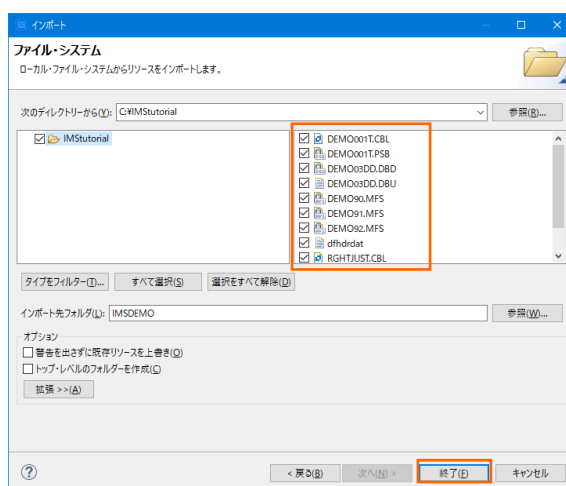 インポート
ファイル・システム
ローカル・ファイル・システムからリソースをインポートします。
次のディレクトリーから(Y): C:¥IMStutorial 参照(R)...
IMStutorial
DEMO001T.CBL
DEMO001T.PSB
DEMO03DD.DBD
DEMO03DD.DBU
DEMO90.MFS
DEMO91.MFS
DEMO92.MFS
dfhdrdat
RGHTJUST.CBL
タイプをフィルター(T)... すべて選択(S) 選択をすべて解除(D)
インポート先フォルダ(L): IMSDEMO 参照(W)...
オプション
警告を出さずに既存リソースを上書き(O)
トップ・レベルのフォルダーを作成(C)
拡張 >>(A)
? < 戻る(B) 次へ(N) > 終了(F) キャンセル